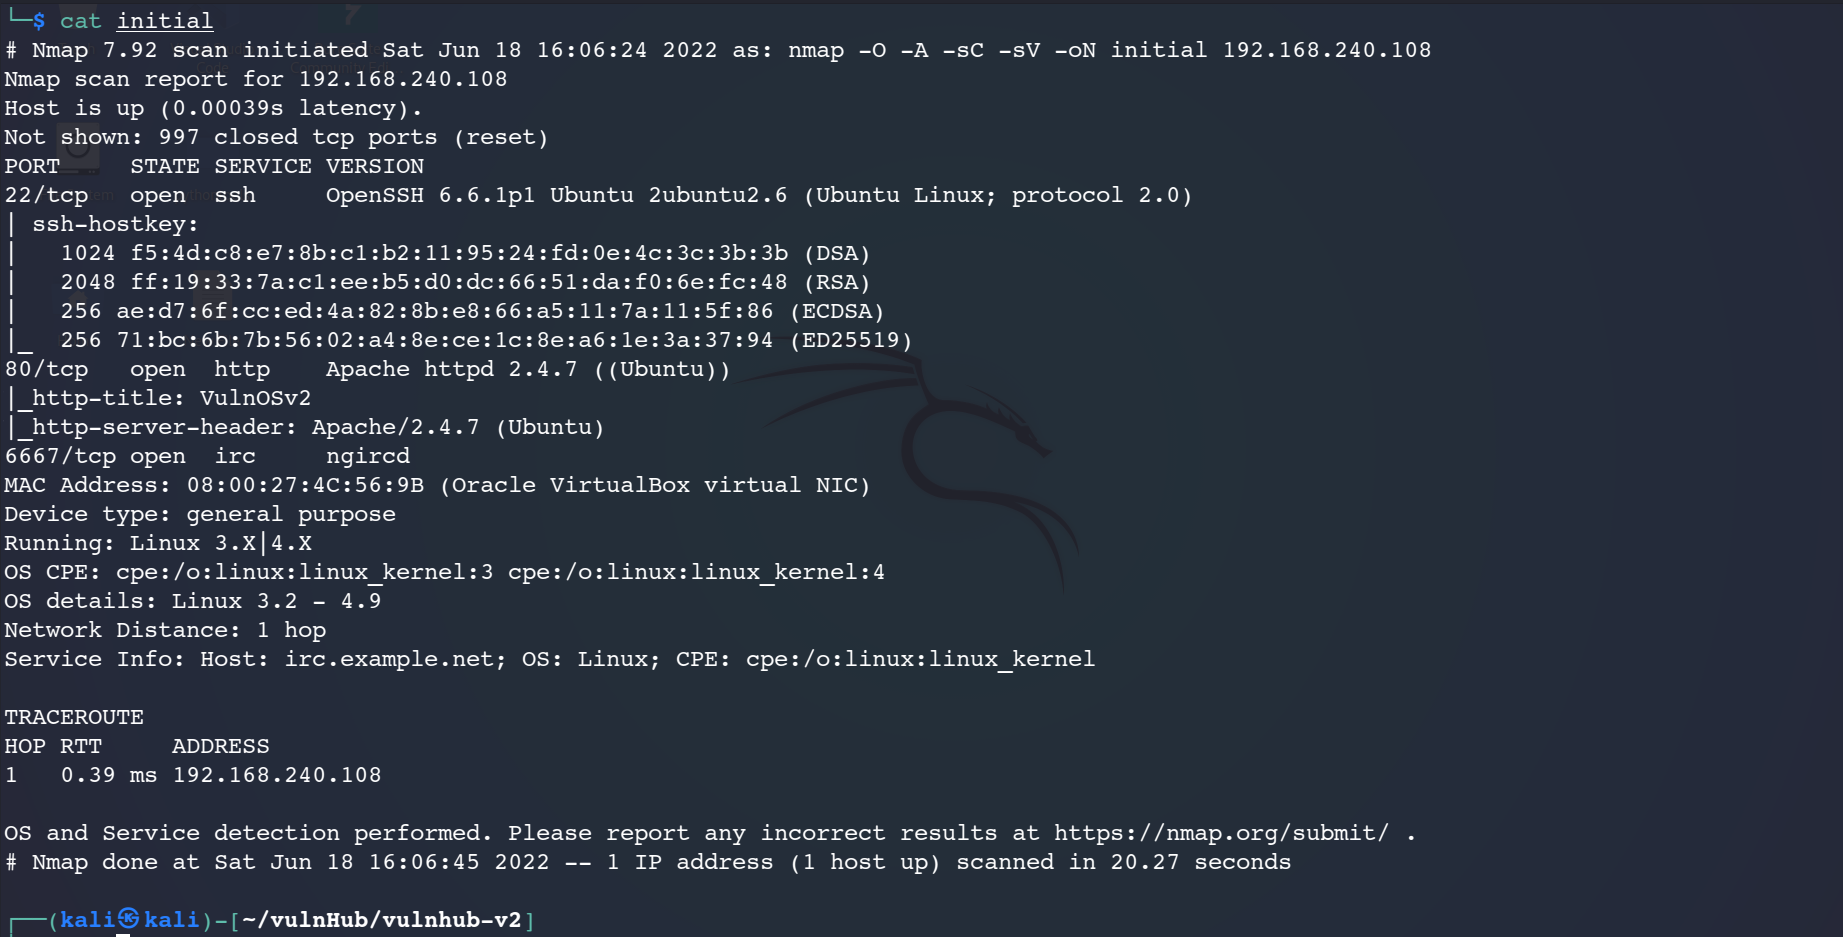 └─$ cat initial
# Nmap 7.92 scan initiated Sat Jun 18 16:06:24 2022 as: nmap -O -A -sC -sV -oN initial 192.168.240.108
Nmap scan report for 192.168.240.108
Host is up (0.00039s latency).
Not shown: 997 closed tcp ports (reset)
PORT     STATE SERVICE VERSION
22/tcp   open  ssh     OpenSSH 6.6.1p1 Ubuntu 2ubuntu2.6 (Ubuntu Linux; protocol 2.0)
| ssh-hostkey:
|   1024 f5:4d:c8:e7:8b:c1:b2:11:95:24:fd:0e:4c:3c:3b:3b (DSA)
|   2048 ff:19:33:7a:c1:ee:b5:d0:dc:66:51:da:f0:6e:fc:48 (RSA)
|   256 ae:d7:6f:cc:ed:4a:82:8b:e8:66:a5:11:7a:11:5f:86 (ECDSA)
|_  256 71:bc:6b:7b:56:02:a4:8e:ce:1c:8e:a6:1e:3a:37:94 (ED25519)
80/tcp   open  http    Apache httpd 2.4.7 ((Ubuntu))
|_http-title: VulnOSv2
|_http-server-header: Apache/2.4.7 (Ubuntu)
6667/tcp open  irc     ngircd
MAC Address: 08:00:27:4C:56:9B (Oracle VirtualBox virtual NIC)
Device type: general purpose
Running: Linux 3.X|4.X
OS CPE: cpe:/o:linux:linux_kernel:3 cpe:/o:linux:linux_kernel:4
OS details: Linux 3.2 - 4.9
Network Distance: 1 hop
Service Info: Host: irc.example.net; OS: Linux; CPE: cpe:/o:linux:linux_kernel
TRACEROUTE
HOP RTT     ADDRESS
1   0.39 ms 192.168.240.108
OS and Service detection performed. Please report any incorrect results at https://nmap.org/submit/ .
# Nmap done at Sat Jun 18 16:06:45 2022 -- 1 IP address (1 host up) scanned in 20.27 seconds
┌──(kali㉿kali)-[~/vulnHub/vulnhub-v2]